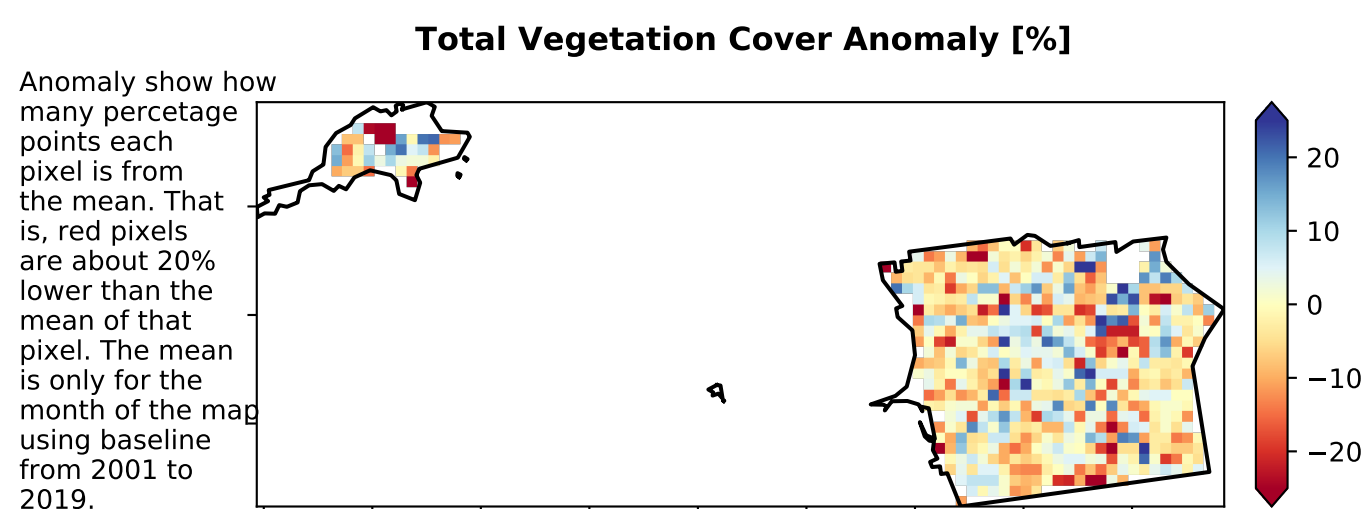 Total Vegetation Cover Anomaly [%]
Anomaly show how
many percetage
points each
pixel is from
the mean. That
is, red pixels
are about 20%
lower than the
mean of that
pixel. The mean
is only for the
month of the map
using baseline
from 2001 to
2019.
20
10
0
−10
−20